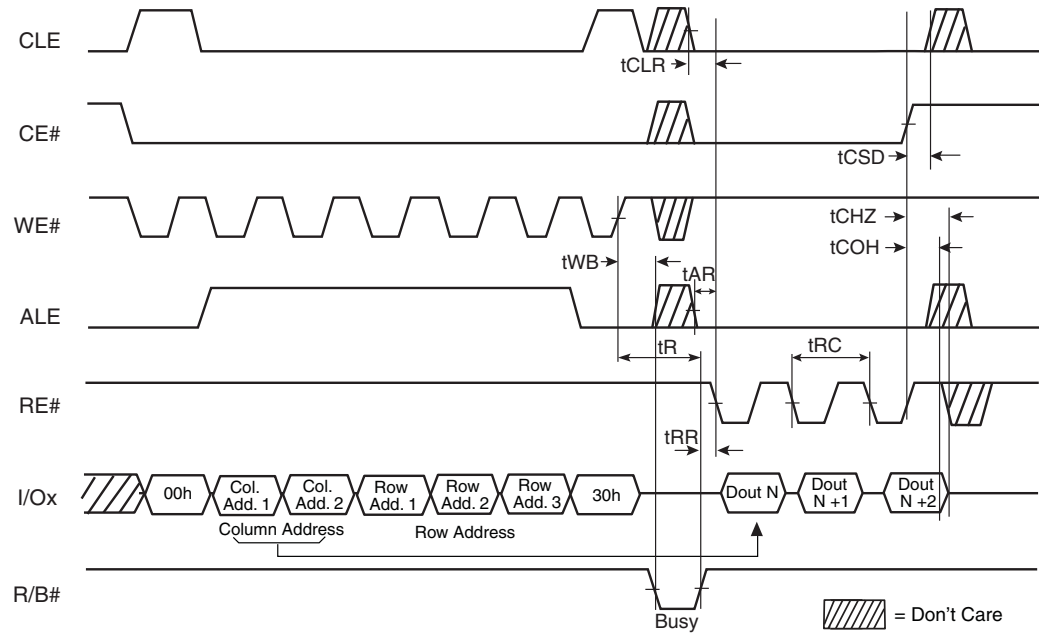 CLE
tCLR
CE#
tCSD
WE#
tCHZ
tCOH
tWB
tAR
ALE
tR
tRC
RE#
tRR
I/Ox
00h
Col. Add. 1
Col. Add. 2
Row Add. 1
Row Add. 2
Row Add. 3
30h
Dout N
Dout N +1
Dout N +2
Column Address
Row Address
R/B#
Busy
= Don't Care